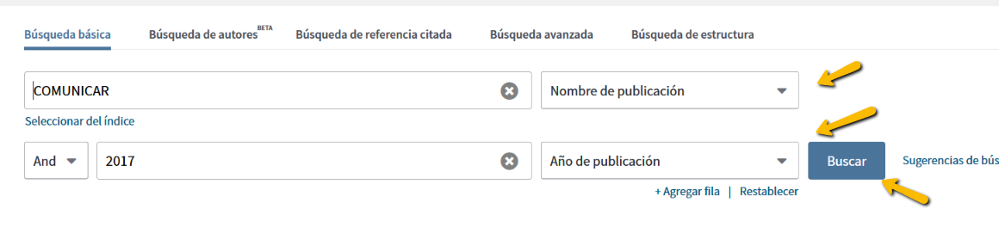 Búsqueda básica Búsqueda de autores BETA Búsqueda de referencia citada Búsqueda avanzada Búsqueda de estructura
COMUNICAR Nombre de publicación
Seleccionar del índice
And 2017 Año de publicación Buscar Sugerencias de bús
+ Agregar fila | Restablecer